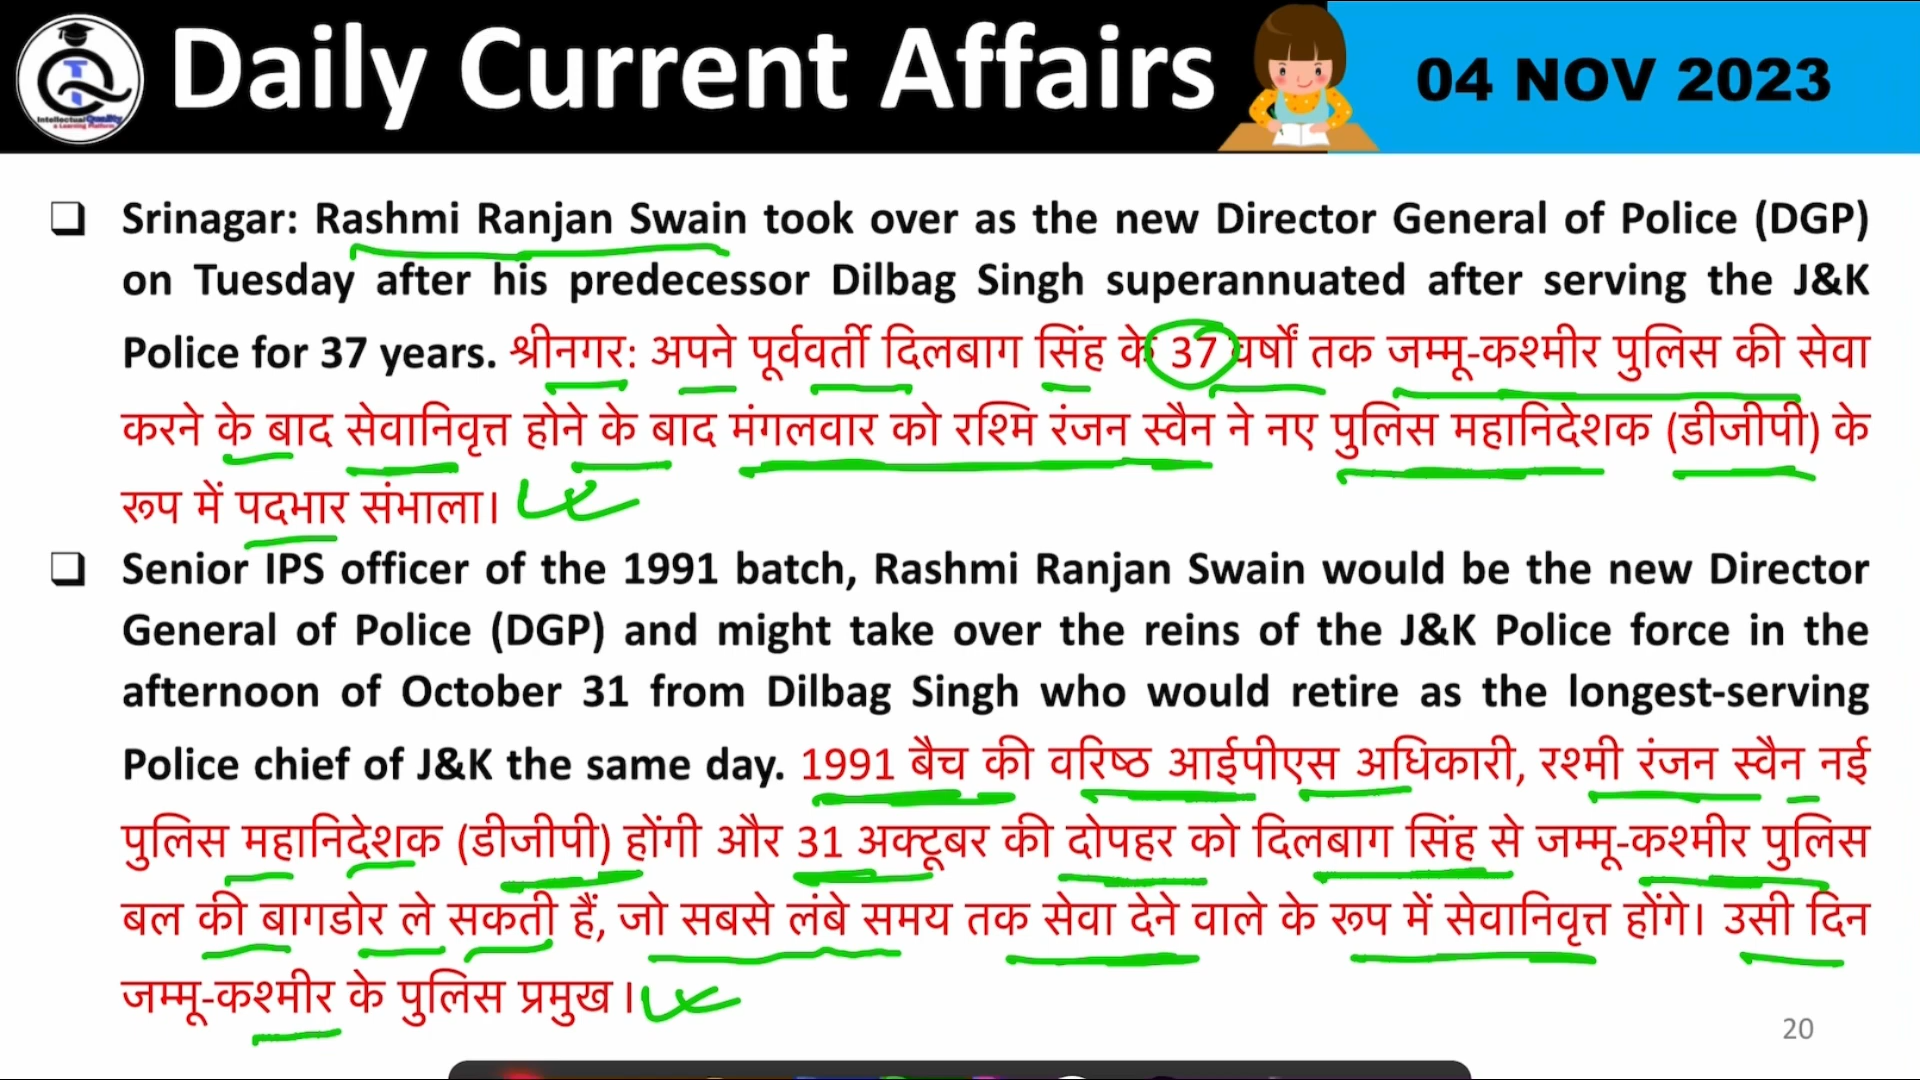 Daily Current Affairs
04 NOV 2023
Intellectual Quality
& Learning Platform
Srinagar: Rashmi Ranjan Swain took over as the new Director General of Police (DGP)
on Tuesday after his predecessor Dilbag Singh superannuated after serving the J&K
Police for 37 years. श्रीनगर: अपने पूर्ववर्ती दिलबाग सिंह के 37 वर्षों तक जम्मू-कश्मीर पुलिस की सेवा
करने के बाद सेवानिवृत्त होने के बाद मंगलवार को रश्मि रंजन स्वैन ने नए पुलिस महानिदेशक (डीजीपी) के
रूप में पदभार संभाला।
Senior IPS officer of the 1991 batch, Rashmi Ranjan Swain would be the new Director
General of Police (DGP) and might take over the reins of the J&K Police force in the
afternoon of October 31 from Dilbag Singh who would retire as the longest-serving
Police chief of J&K the same day. 1991 बैच की वरिष्ठ आईपीएस अधिकारी, रश्मी रंजन स्वैन नई
पुलिस महानिदेशक (डीजीपी) होंगी और 31 अक्टूबर की दोपहर को दिलबाग सिंह से जम्मू-कश्मीर पुलिस
बल की बागडोर ले सकती हैं, जो सबसे लंबे समय तक सेवा देने वाले के रूप में सेवानिवृत्त होंगे। उसी दिन
जम्मू-कश्मीर के पुलिस प्रमुख ।
20